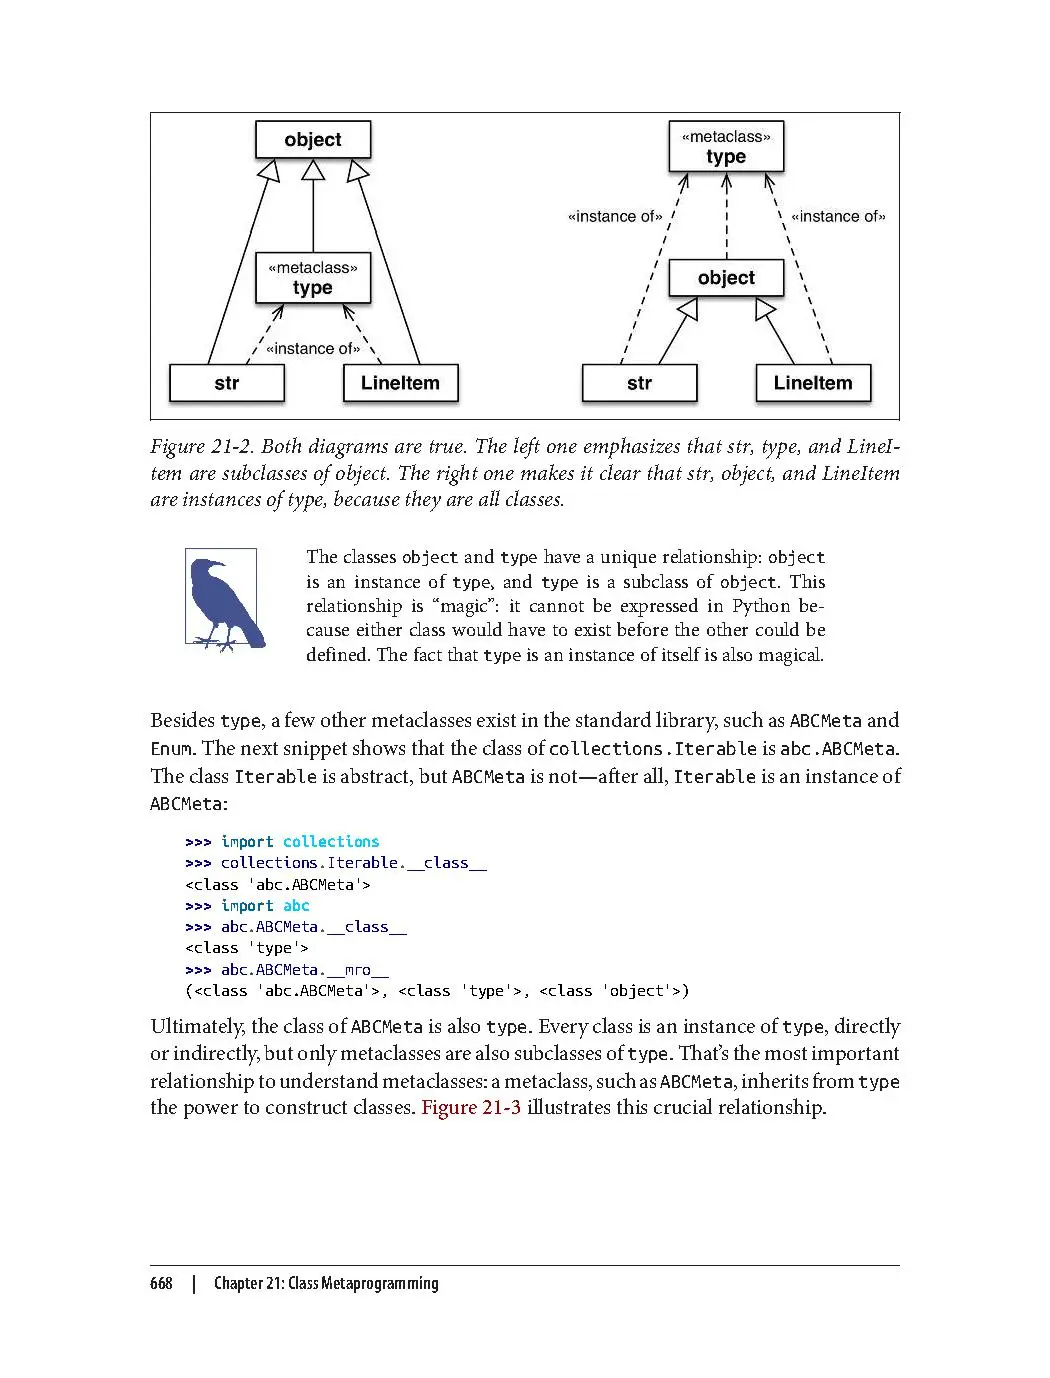 object
«metaclass»
type
«instance of»
str
LineItem
«metaclass»
type
«instance of»
«instance of»
object
str
LineItem
Figure 21-2. Both diagrams are true. The left one emphasizes that str, type, and LineI-
tem are subclasses of object. The right one makes it clear that str, object, and LineItem
are instances of type, because they are all classes.
The classes object and type have a unique relationship: object
is an instance of type, and type is a subclass of object. This
relationship is “magic”: it cannot be expressed in Python be-
cause either class would have to exist before the other could be
defined. The fact that type is an instance of itself is also magical.
Besides type, a few other metaclasses exist in the standard library, such as ABCMeta and
Enum. The next snippet shows that the class of collections.Iterable is abc.ABCMeta.
The class Iterable is abstract, but ABCMeta is not—after all, Iterable is an instance of
ABCMeta:
>>> import collections
>>> collections.Iterable.__class__
<class 'abc.ABCMeta'>
>>> import abc
>>> abc.ABCMeta.__class__
<class 'type'>
>>> abc.ABCMeta.__mro__
(<class 'abc.ABCMeta'>, <class 'type'>, <class 'object'>)
Ultimately, the class of ABCMeta is also type. Every class is an instance of type, directly
or indirectly, but only metaclasses are also subclasses of type. That’s the most important
relationship to understand metaclasses: a metaclass, such as ABCMeta, inherits from type
the power to construct classes. Figure 21-3 illustrates this crucial relationship.
668 | Chapter 21: Class Metaprogramming